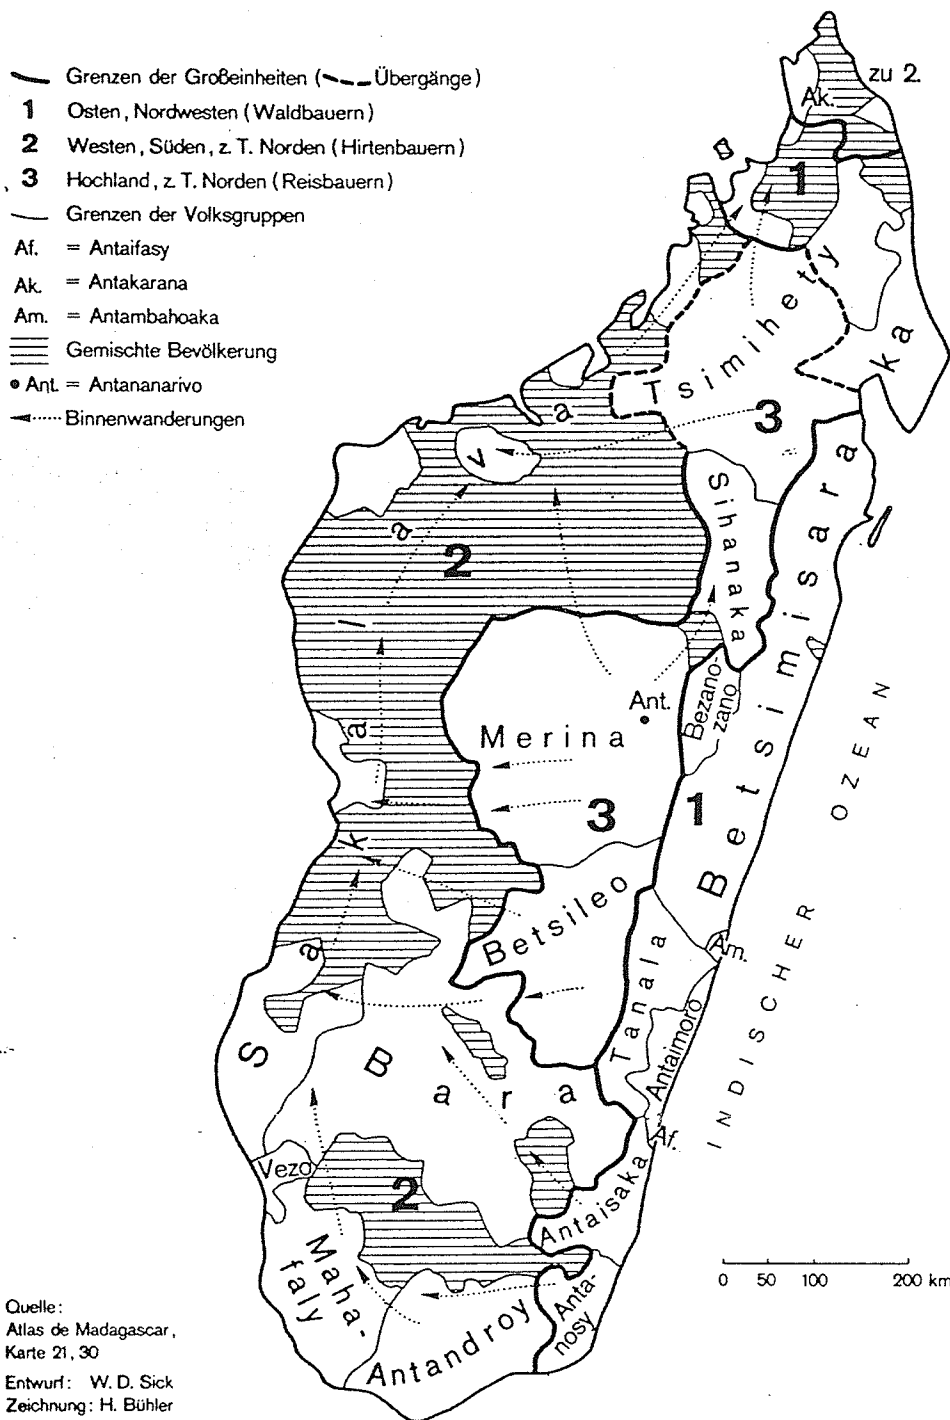 Grenzen der Großeinheiten ( Übergänge )
1 Osten, Nordwesten ( Waldbauern )
2 Westen, Süden, z. T. Norden ( Hirtenbauern )
3 Hochland, z. T. Norden ( Reisbauern )
Grenzen der Volksgruppen
Af. = Antaifasy
Ak. = Antakarana
Am. = Antambahoaka
Gemischte Bevölkerung
Ant. = Antananarivo
Binnenwanderungen
zu 2.
Ak.
1
Tsimihety
3
Sihanaka
Betsimisaraka
2
Sakalava
Ant.
Bezano-
zano
Merina
3
1
INDISCHER OZEAN
Betsileo
Tanala
Am.
Antaimoro
Bara
Af.
Vezo
2
Antaisaka
Maha-
faly
Antandroy
Anta-
nosy
0 50 100 200 km
Quelle :
Atlas de Madagascar,
Karte 21, 30
Entwurf : W. D. Sick
Zeichnung : H. Bühler